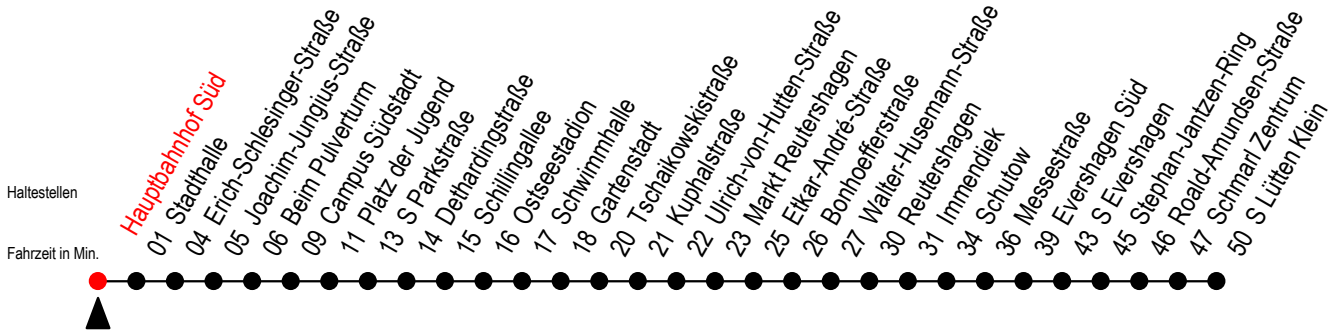 Haltestellen
Fahrzeit in Min.
Hauptbahnhof Süd
01 Stadthalle
04 Erich-Schlesinger-Straße
05 Joachim-Jungius-Straße
06 Beim Pulverturm
09 Campus Südstadt
11 Platz der Jugend
13 S Parkstraße
14 Dethardingstraße
15 Schillingallee
16 Ostseestadion
17 Schwimmhalle
18 Gartenstadt
20 Tschaikowskistraße
21 Kuphalstraße
22 Ulrich-von-Hutten-Straße
23 Markt Reutershagen
25 Etkar-André-Straße
26 Bonhoefferstraße
27 Walter-Husemann-Straße
30 Reutershagen
31 Immendiek
34 Schutow
36 Messestraße
39 Evershagen Süd
43 S Evershagen
45 Stephan-Jantzen-Ring
46 Roald-Amundsen-Straße
47 Schmarl Zentrum
50 S Lütten Klein